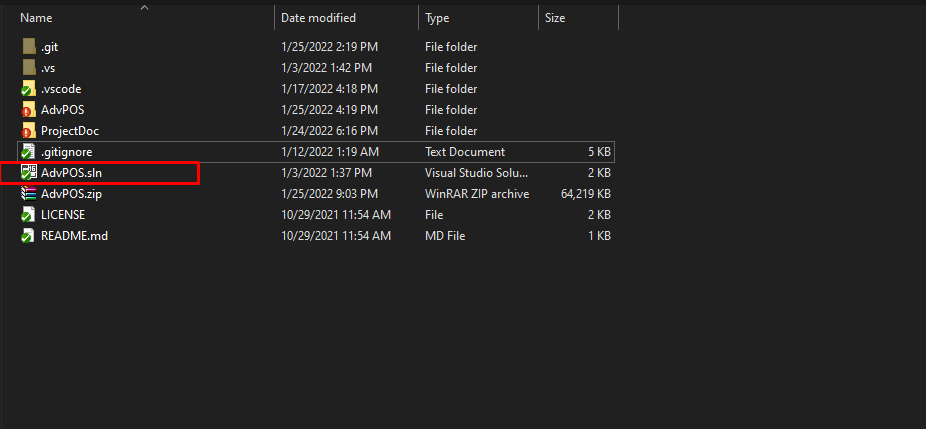 Name Date modified Type Size
.git 1/25/2022 2:19 PM File folder
.vs 1/3/2022 1:42 PM File folder
.vscode 1/17/2022 4:18 PM File folder
AdvPOS 1/25/2022 4:19 PM File folder
ProjectDoc 1/24/2022 6:16 PM File folder
.gitignore 1/12/2022 1:19 AM Text Document 5 KB
AdvPOS.sln 1/3/2022 1:37 PM Visual Studio Solu... 2 KB
AdvPOS.zip 1/25/2022 9:03 PM WinRAR ZIP archive 64,219 KB
LICENSE 10/29/2021 11:54 AM File 2 KB
README.md 10/29/2021 11:54 AM MD File 1 KB